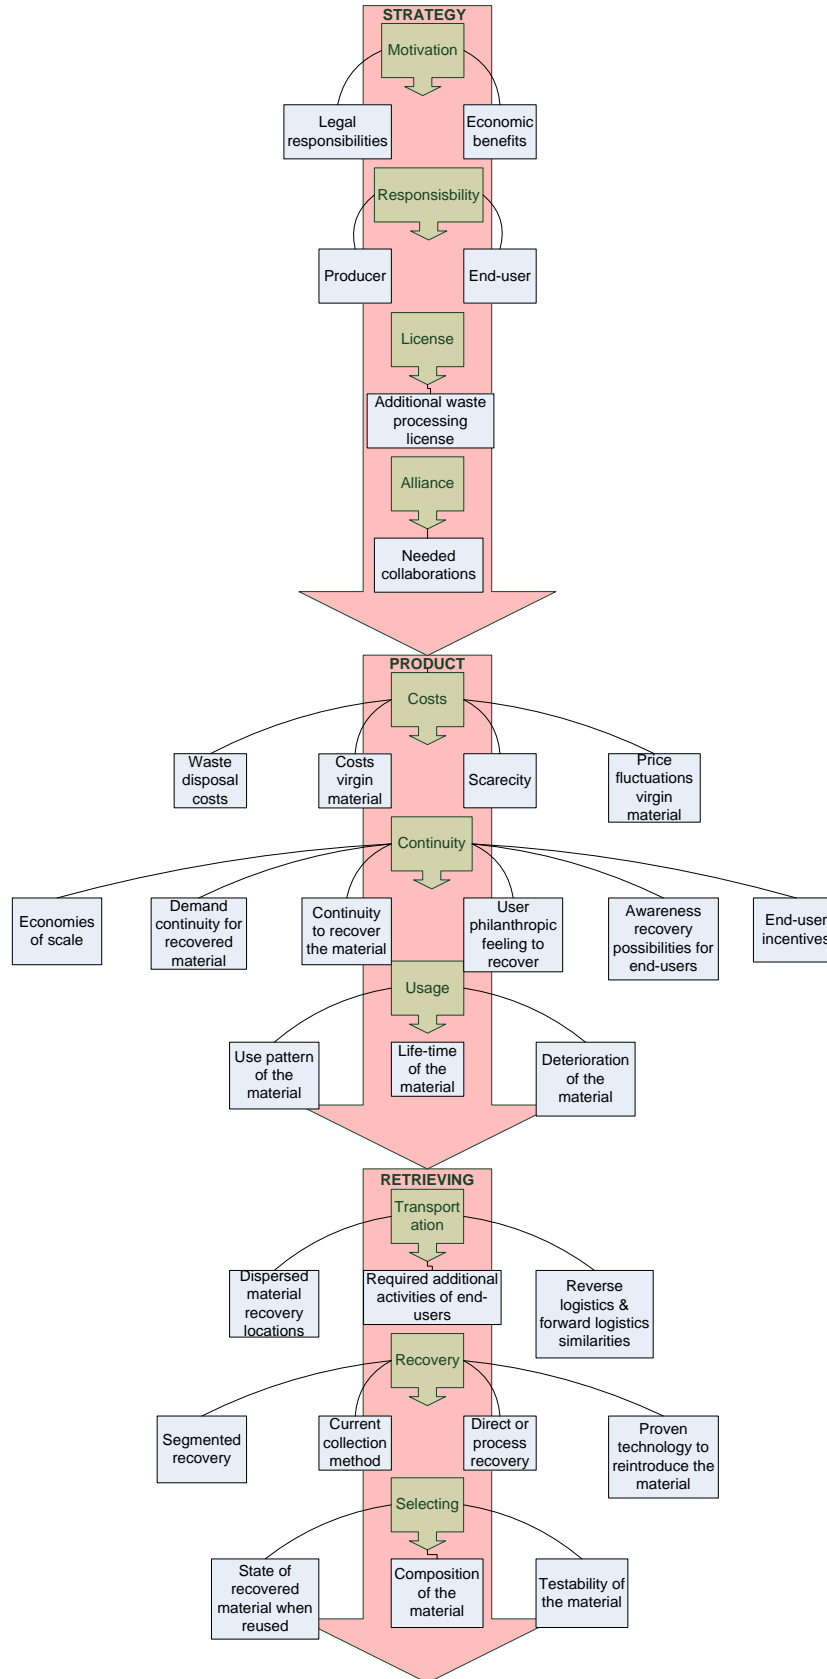 STRATEGY
Motivation
Legal
responsibilities
Economic
benefits
Responsisbility
Producer
End-user
License
Additional waste
processing
license
Alliance
Needed
collaborations
PRODUCT
Costs
Waste
disposal
costs
Costs
virgin
material
Scarecity
Price
fluctuations
virgin
material
Continuity
Economies
of scale
Demand
continuity for
recovered
material
Continuity
to recover
the material
User
philanthropic
feeling to
recover
Awareness
recovery
possibilities for
end-users
End-user
incentives
Usage
Use pattern
of the
material
Life-time
of the
material
Deterioration
of the
material
RETRIEVING
Transport
ation
Dispersed
material
recovery
locations
Required additional
activities of end-
users
Reverse
logistics &
forward logistics
similarities
Recovery
Segmented
recovery
Current
collection
method
Direct or
process
recovery
Proven
technology to
reintroduce the
material
Selecting
State of
recovered
material when
reused
Composition
of the
material
Testability of
the material